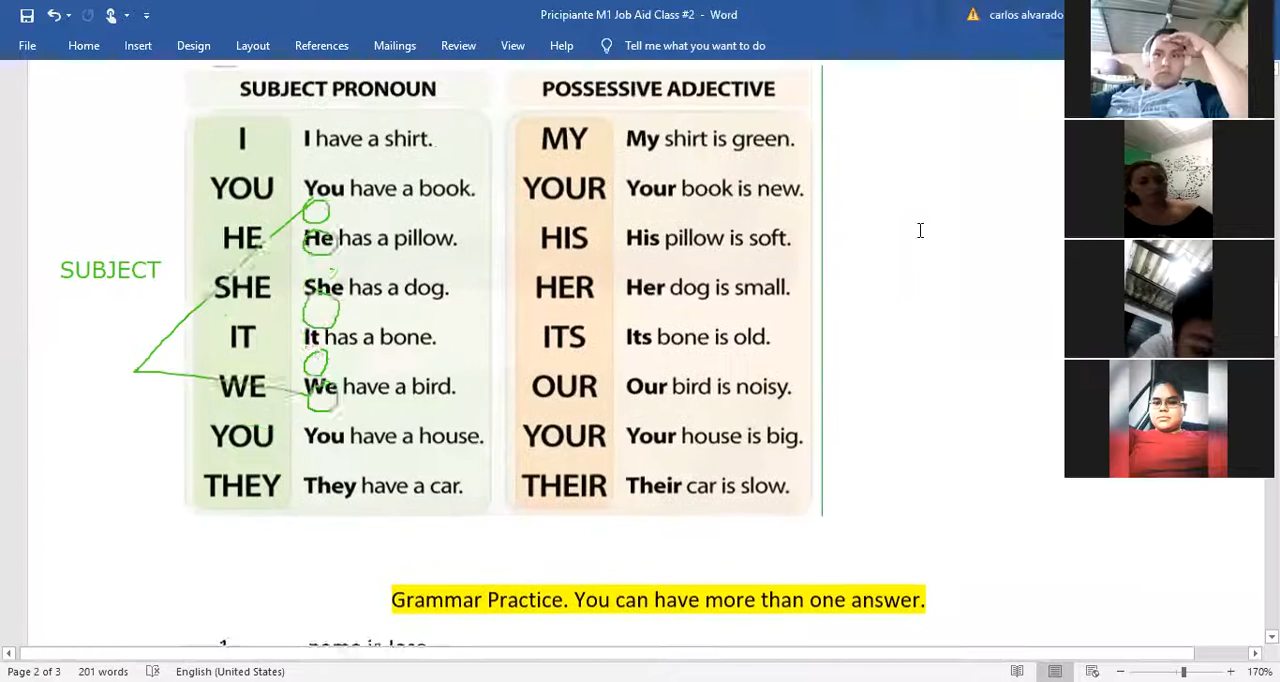 Pricipiante M1 Job Aid Class #2 - Word
carlos alvarado
File Home Insert Design Layout References Mailings Review View Help Tell me what you want to do
SUBJECT PRONOUN POSSESSIVE ADJECTIVE
I I have a shirt. MY My shirt is green.
YOU You have a book. YOUR Your book is new.
HE He has a pillow. HIS His pillow is soft.
SUBJECT
SHE She has a dog. HER Her dog is small.
IT It has a bone. ITS Its bone is old.
WE We have a bird. OUR Our bird is noisy.
YOU You have a house. YOUR Your house is big.
THEY They have a car. THEIR Their car is slow.
Grammar Practice. You can have more than one answer.
Page 2 of 3 201 words English (United States) 170%